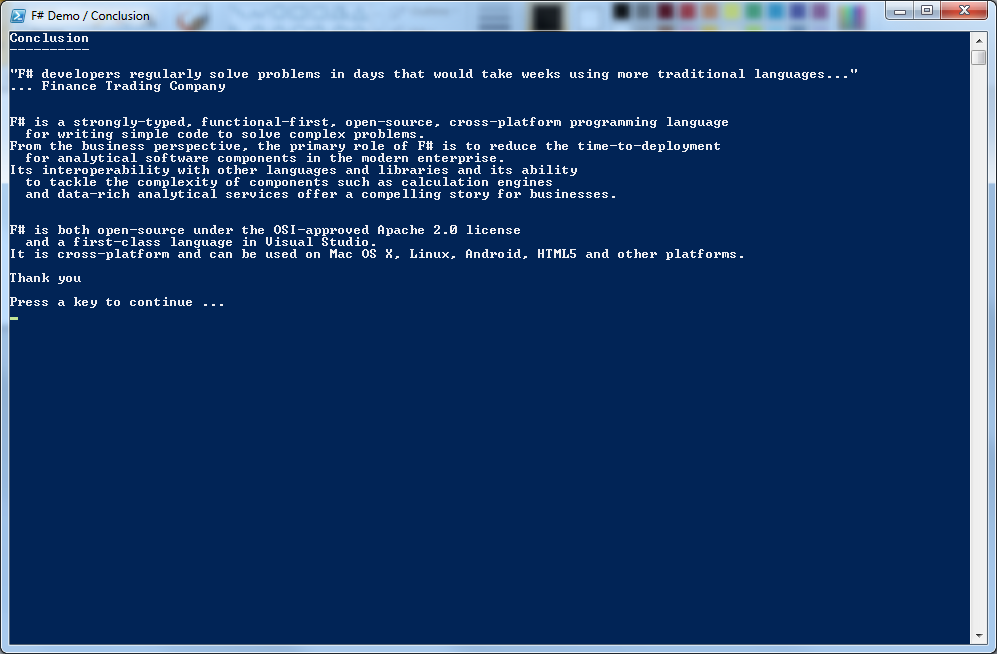 F# Demo / Conclusion
Conclusion
----------
"F# developers regularly solve problems in days that would take weeks using more traditional languages..."
... Finance Trading Company
F# is a strongly-typed, functional-first, open-source, cross-platform programming language
for writing simple code to solve complex problems.
From the business perspective, the primary role of F# is to reduce the time-to-deployment
for analytical software components in the modern enterprise.
Its interoperability with other languages and libraries and its ability
to tackle the complexity of components such as calculation engines
and data-rich analytical services offer a compelling story for businesses.
F# is both open-source under the OSI-approved Apache 2.0 license
and a first-class language in Visual Studio.
It is cross-platform and can be used on Mac OS X, Linux, Android, HTML5 and other platforms.
Thank you
Press a key to continue ...